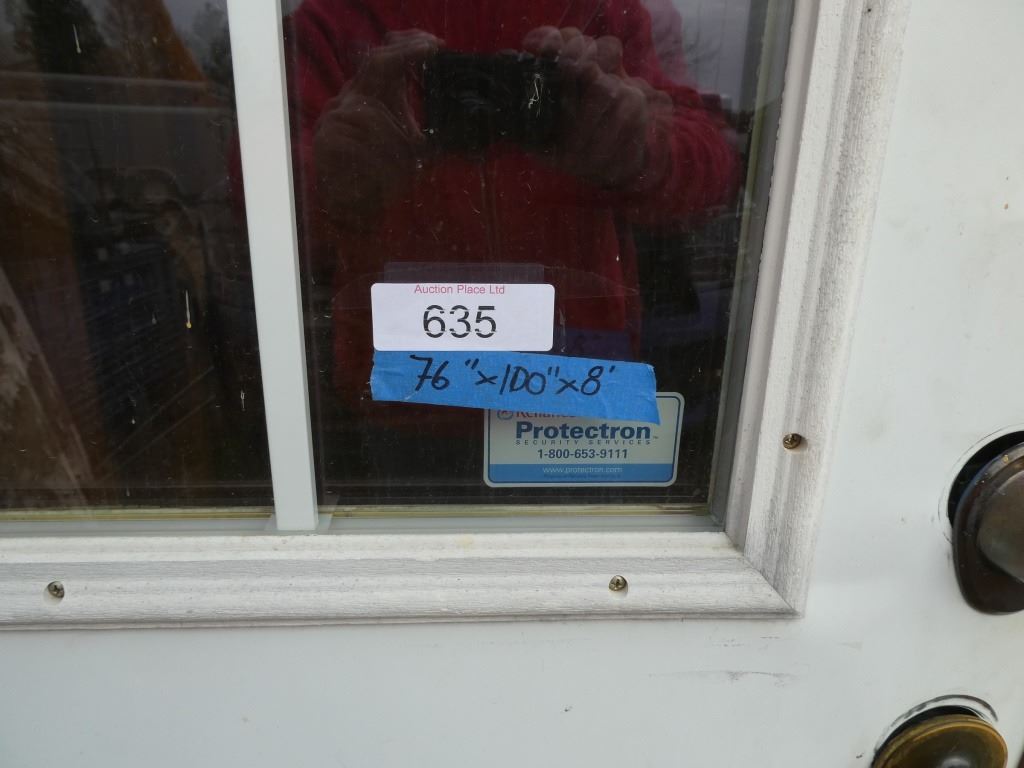 Auction Place Ltd
635
76"x100"x8'
Protectron
SECURITY SERVICES
1-800-653-9111
www.protectron.com